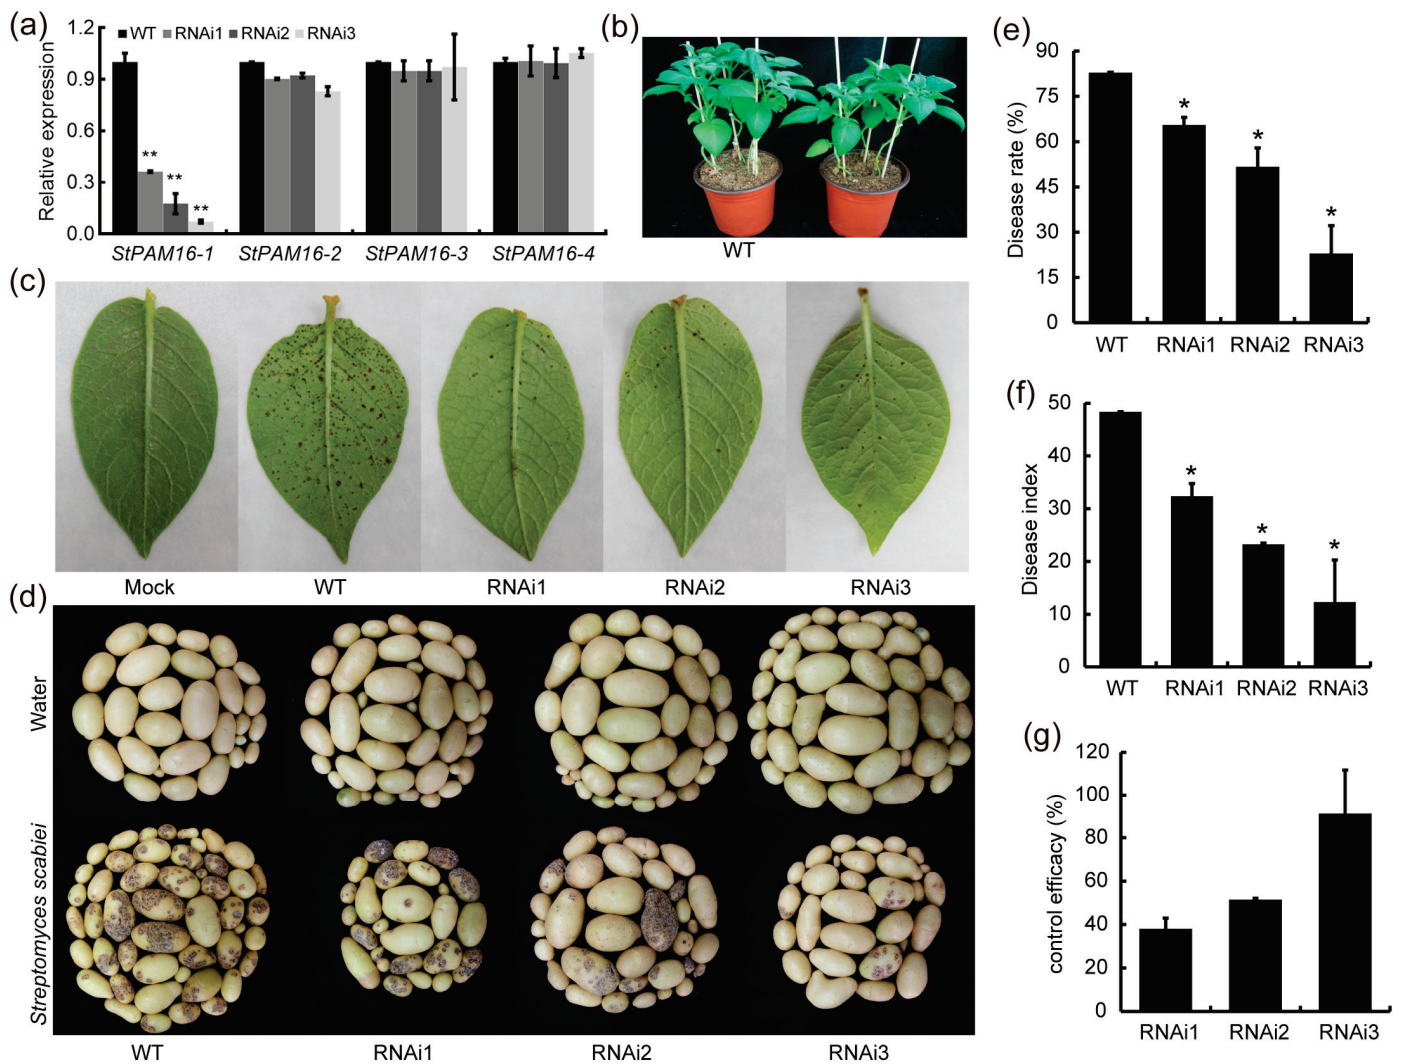 (a)
1.2
0.9
0.6
0.3
0.0
Relative expression
WT RNAi1 RNAi2 RNAi3
** ** **
StPAM16-1 StPAM16-2 StPAM16-3 StPAM16-4
(b)
WT
(c)
Mock WT RNAi1 RNAi2 RNAi3
(d)
Water
Streptomyces scabiei
WT RNAi1 RNAi2 RNAi3
(e)
90
75
60
45
30
15
0
Disease rate (%)
* * *
WT RNAi1 RNAi2 RNAi3
(f)
50
40
30
20
10
0
Disease index
* * *
WT RNAi1 RNAi2 RNAi3
(g)
120
100
80
60
40
20
0
control efficacy (%)
RNAi1 RNAi2 RNAi3